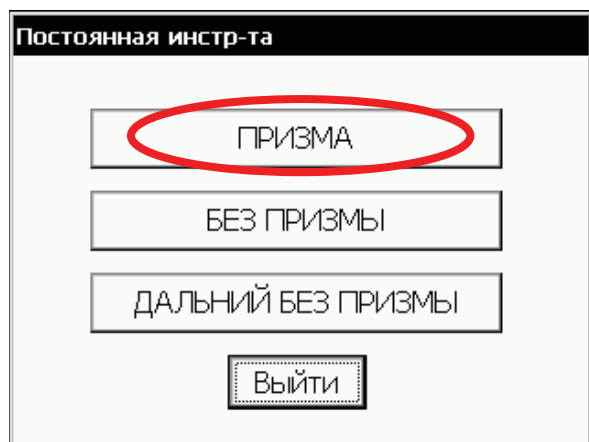 Постоянная инстр-та
ПРИЗМА
БЕЗ ПРИЗМЫ
ДАЛЬНИЙ БЕЗ ПРИЗМЫ
Выйти